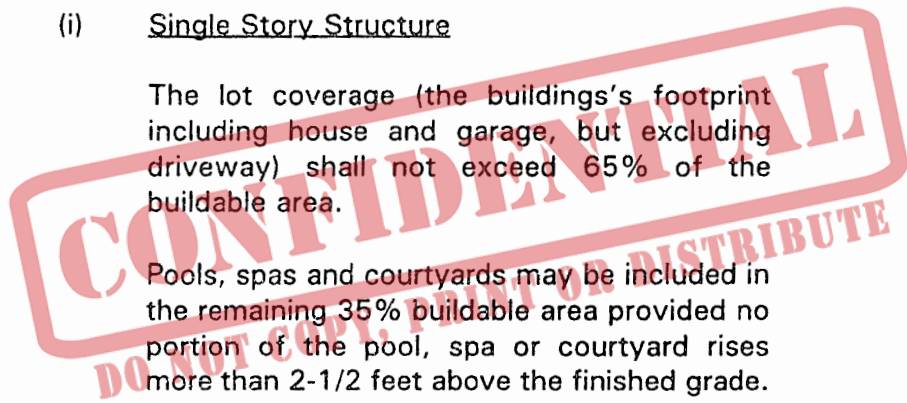 (i) Single Story Structure
The lot coverage (the buildings's footprint
including house and garage, but excluding
driveway) shall not exceed 65% of the
buildable area.
CONFIDENTIAL
Pools, spas and courtyards may be included in
the remaining 35% buildable area provided no
portion of the pool, spa or courtyard rises
more than 2-1/2 feet above the finished grade.
DO NOT COPY, PRINT OR DISTRIBUTE